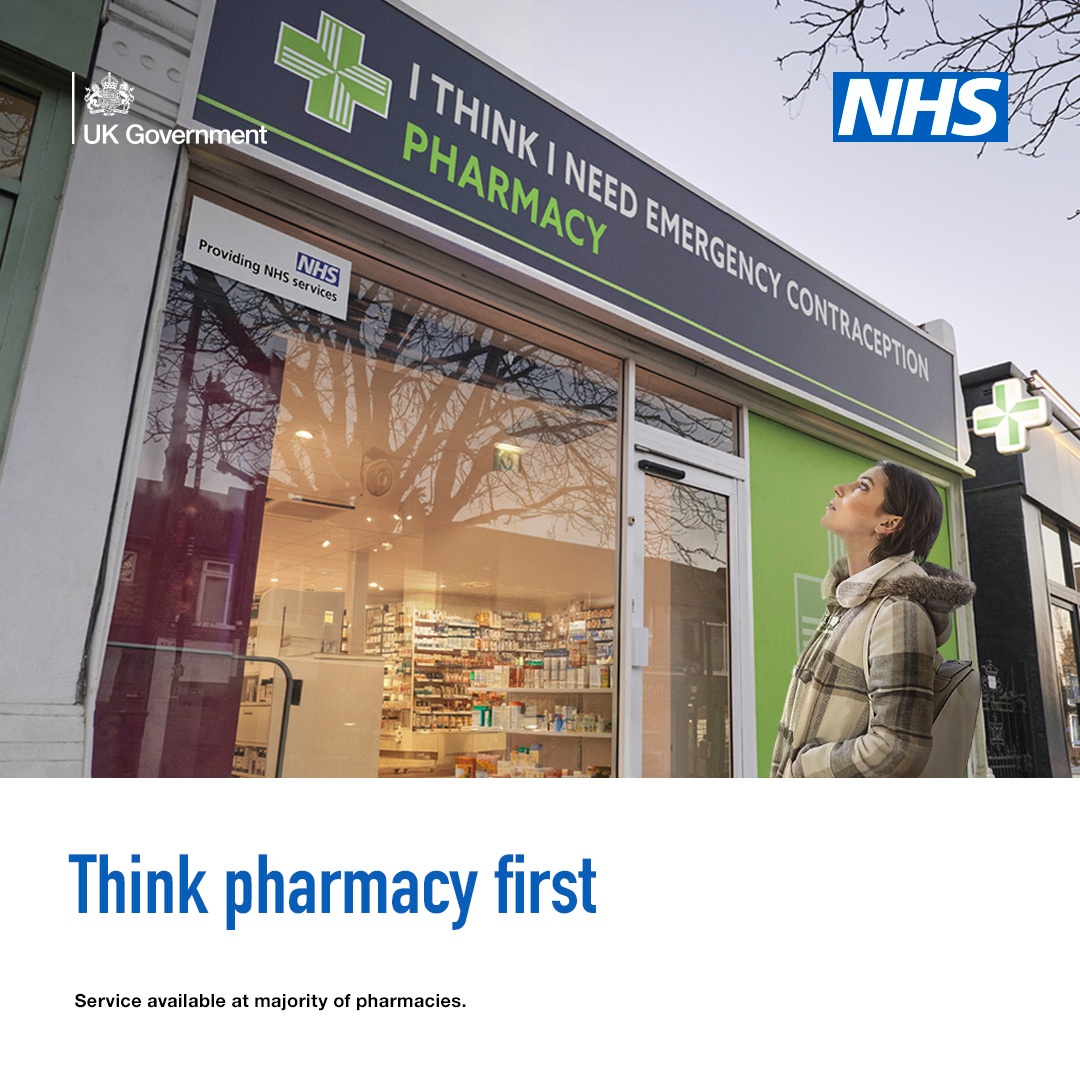 UK Government
NHS
I THINK I NEED EMERGENCY CONTRACEPTION
PHARMACY
NHS
Providing NHS services
Think pharmacy first
Service available at majority of pharmacies.